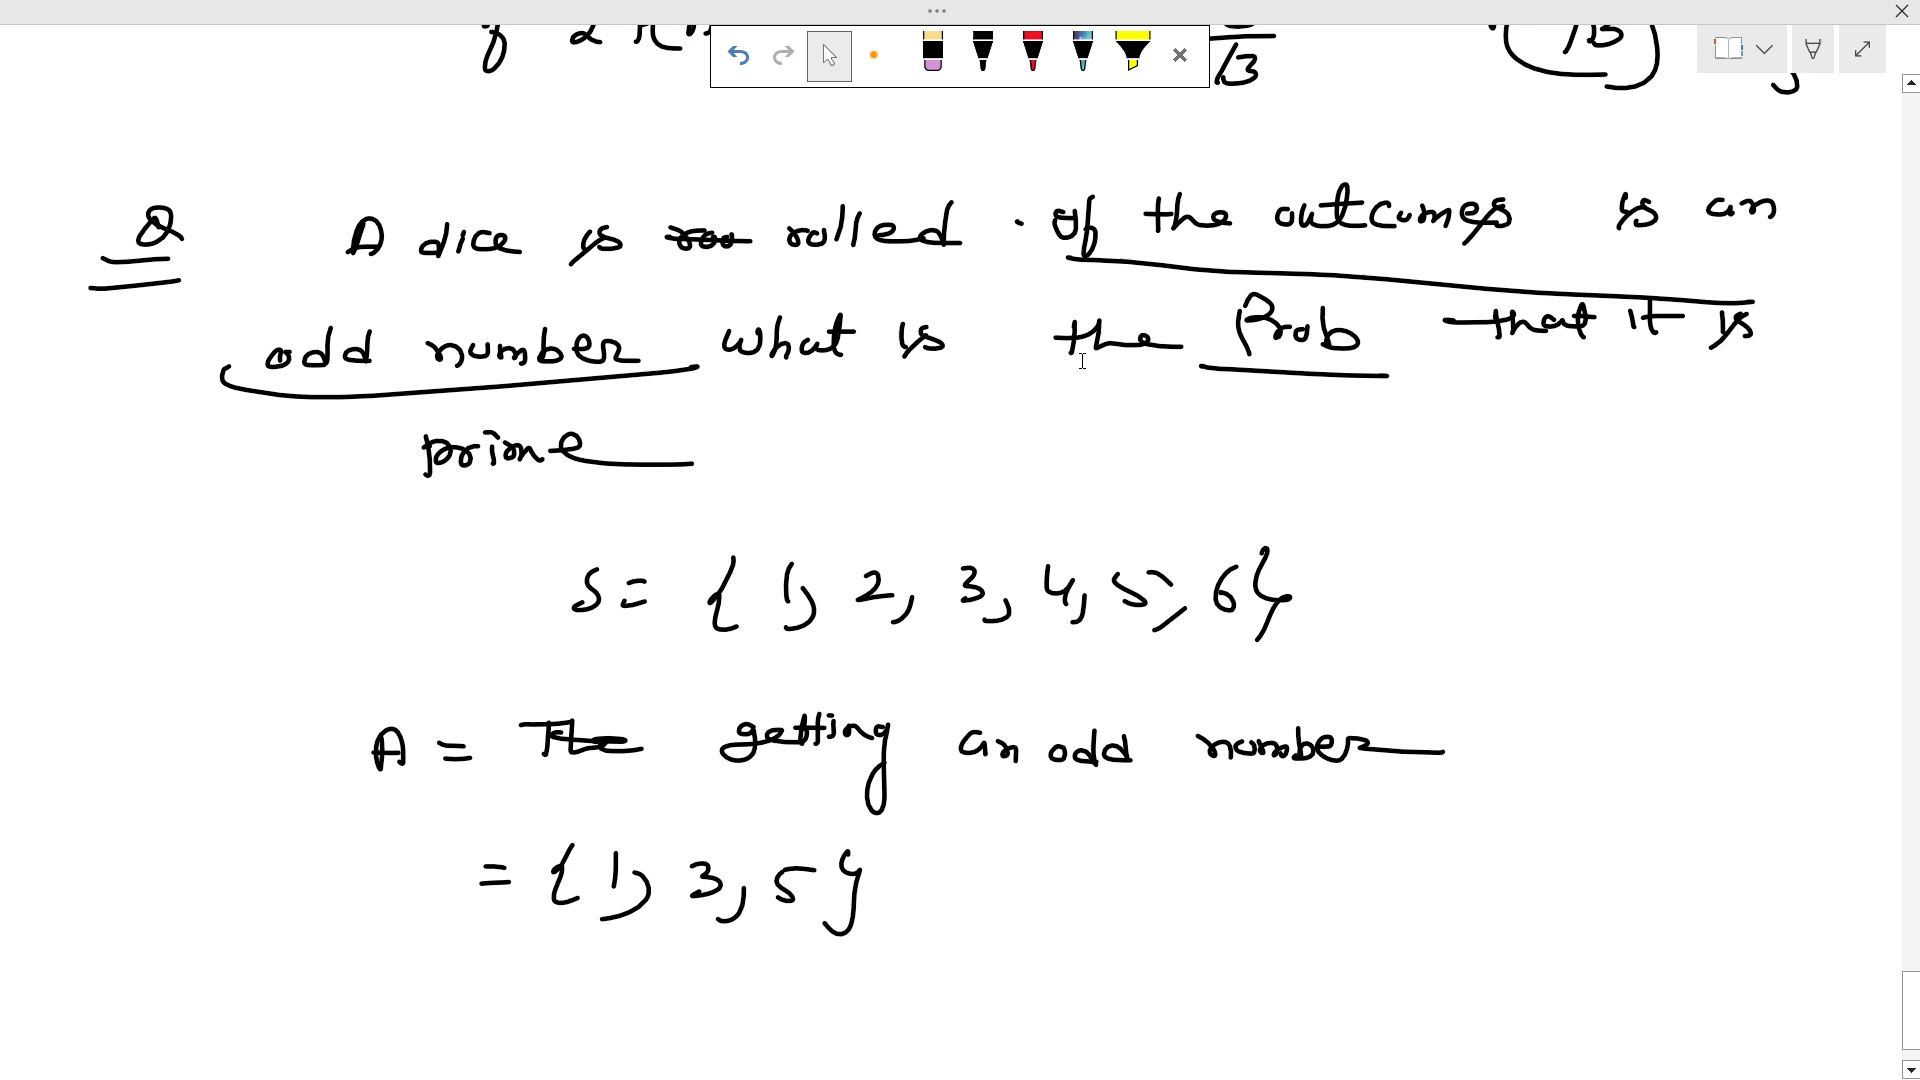 Q A dice is rolled . If the outcomes is an
odd number what is the Prob that it is
prime
S = { 1, 2, 3, 4, 5, 6 }
A = The getting an odd number
= { 1, 3, 5 }